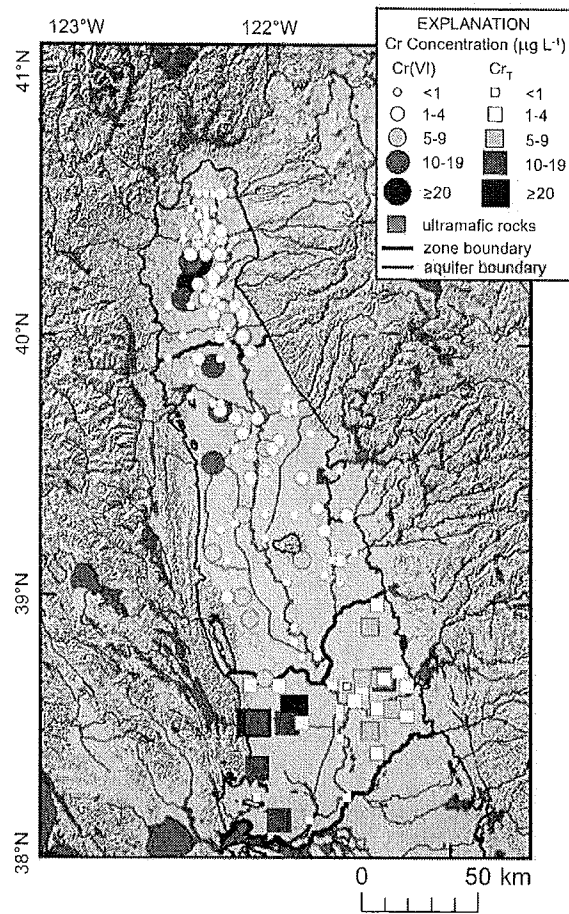 123°W 122°W
41°N
40°N
39°N
38°N
EXPLANATION
Cr Concentration (µg L⁻¹)
Cr(VI) Cr_T
<1 <1
1-4 1-4
5-9 5-9
10-19 10-19
≥20 ≥20
ultramafic rocks
zone boundary
aquifer boundary
0 50 km